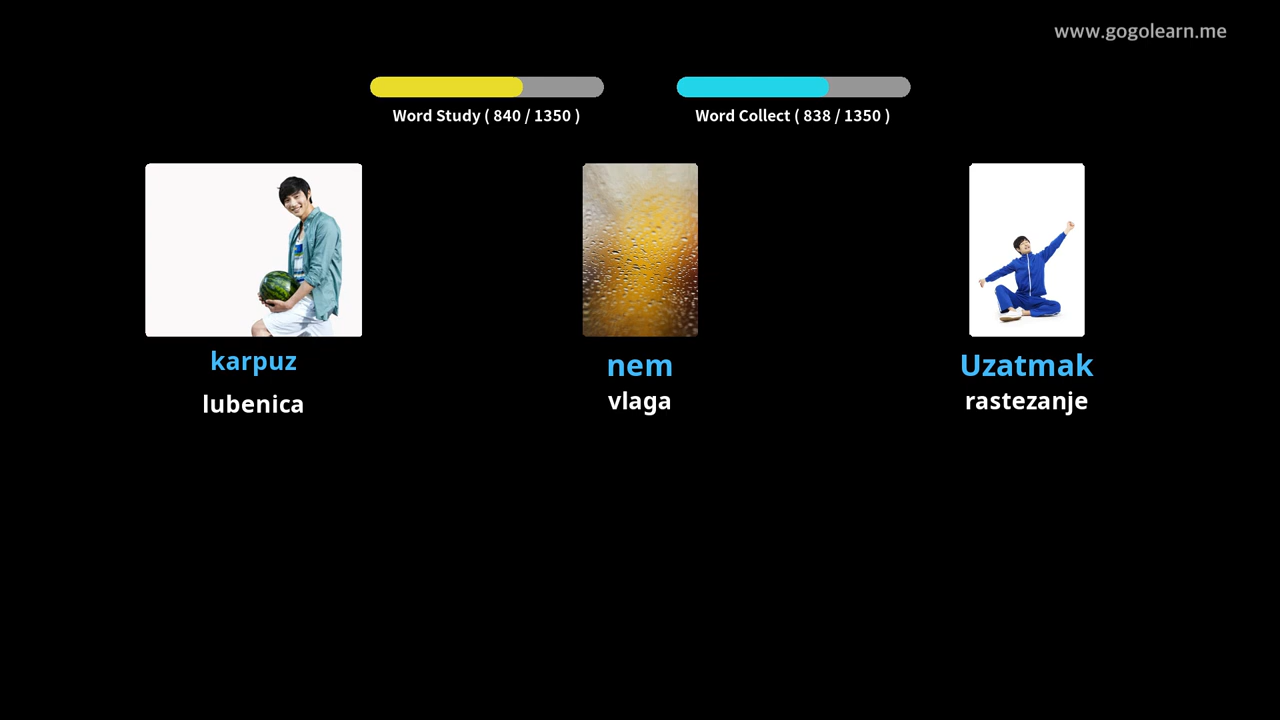 www.gogolearn.me
Word Study ( 840 / 1350 )
Word Collect ( 838 / 1350 )
karpuz
lubenica
nem
vlaga
Uzatmak
rastezanje